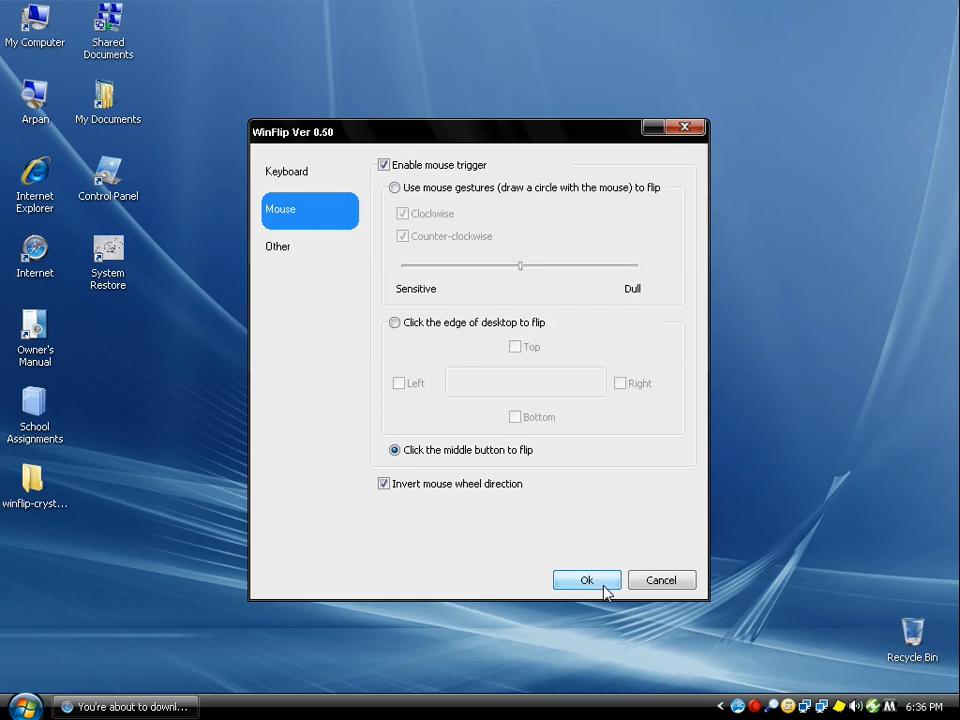 My Computer
Shared
Documents
Arpan
My Documents
Internet
Explorer
Control Panel
Internet
System
Restore
Owner's
Manual
School
Assignments
winflip-cryst...
WinFlip Ver 0.50
Keyboard
Mouse
Other
Enable mouse trigger
Use mouse gestures (draw a circle with the mouse) to flip
Clockwise
Counter-clockwise
Sensitive
Dull
Click the edge of desktop to flip
Top
Left
Right
Bottom
Click the middle button to flip
Invert mouse wheel direction
Ok
Cancel
Recycle Bin
You're about to downl...
6:36 PM